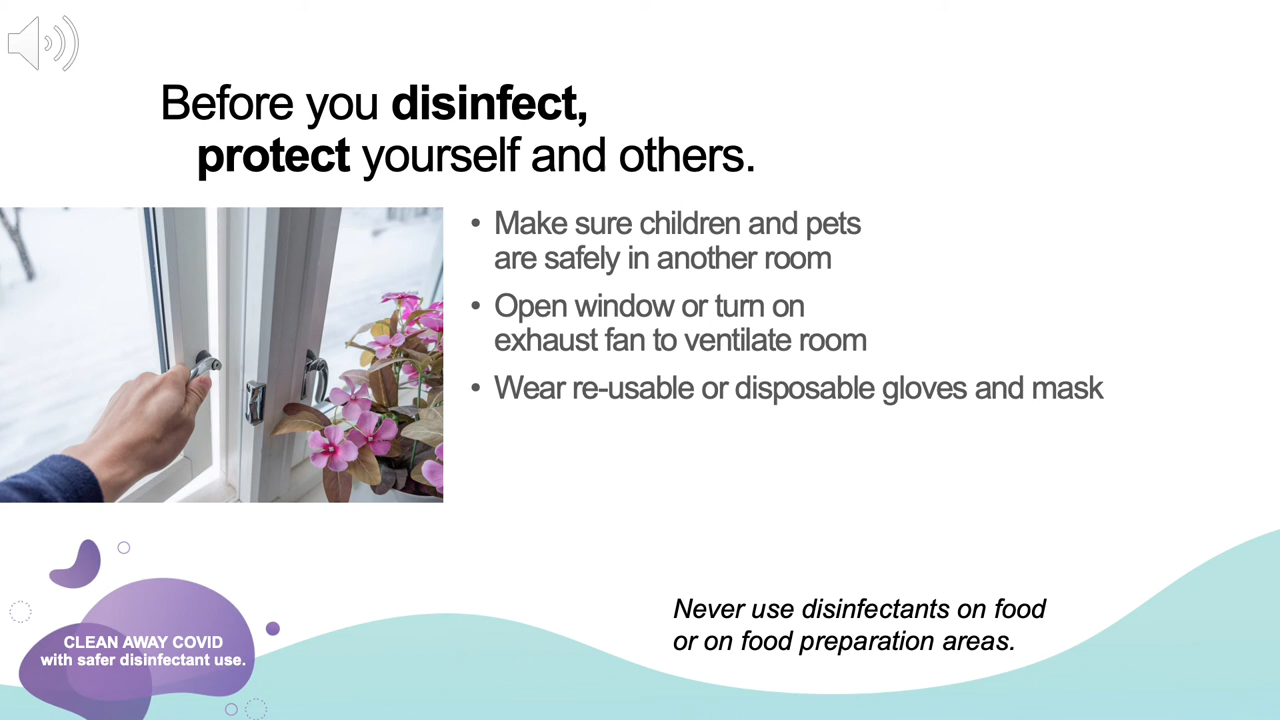 Before you disinfect,
protect yourself and others.
• Make sure children and pets
are safely in another room
• Open window or turn on
exhaust fan to ventilate room
• Wear re-usable or disposable gloves and mask
Never use disinfectants on food
or on food preparation areas.
CLEAN AWAY COVID
with safer disinfectant use.